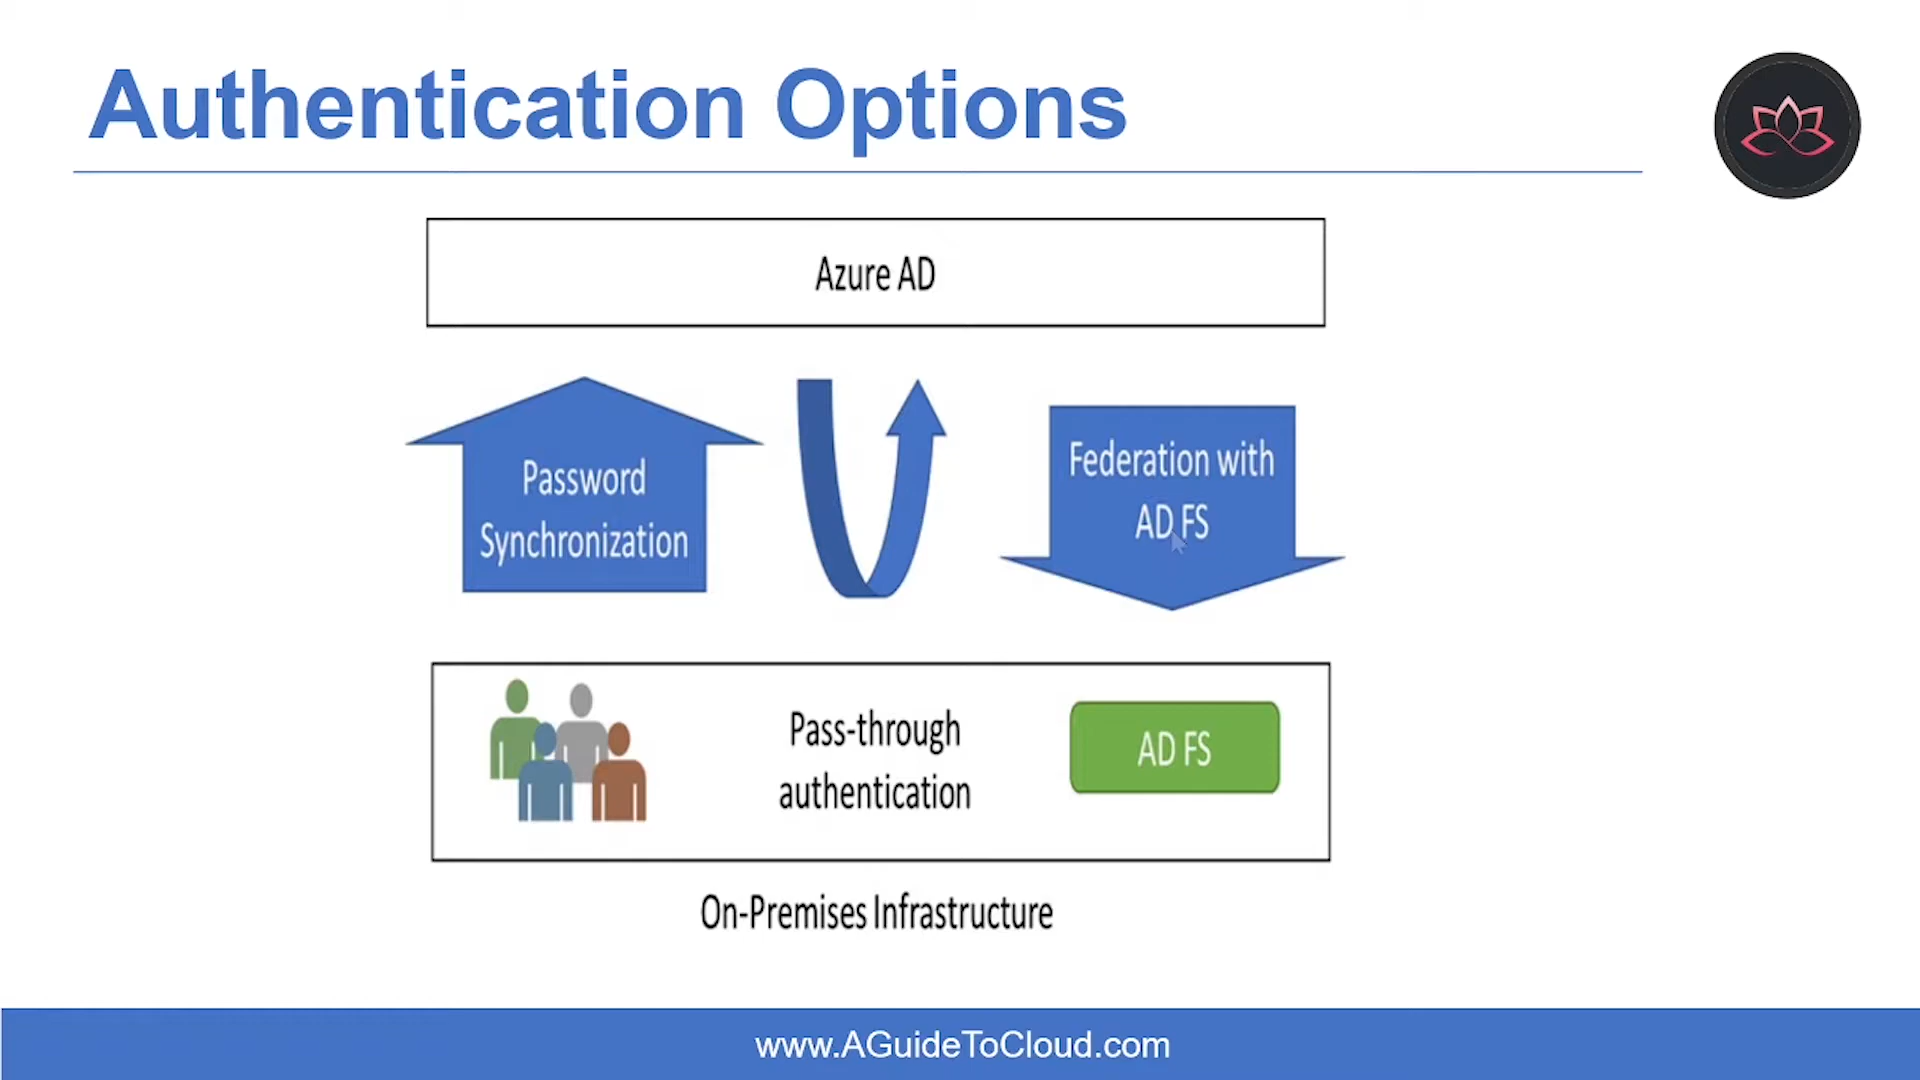 Authentication Options
Azure AD
Password
Synchronization
Federation with
AD FS
Pass-through
authentication
AD FS
On-Premises Infrastructure
www.AGuideToCloud.com